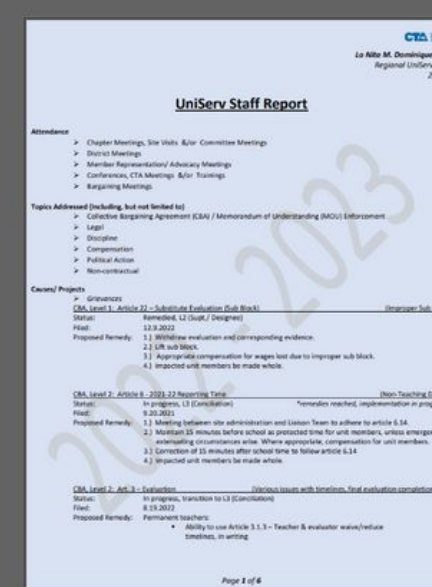 CTA
La Nita M. Dominique
Regional UniServ
2
UniServ Staff Report
Attendance
➢ Chapter Meetings, Site Visits &/or Committee Meetings
➢ District Meetings
➢ Member Representation/ Advocacy Meetings
➢ Conferences, CTA Meetings &/or Trainings
➢ Bargaining Meetings
Topics Addressed (including, but not limited to)
➢ Collective Bargaining Agreement (CBA) / Memorandum of Understanding (MOU) Enforcement
➢ Legal
➢ Discipline
➢ Compensation
➢ Political Action
➢ Non-contractual
Causes/ Projects
➢ Grievances
CBA, Level 1: Article 22 – Substitute Evaluation (Sub Block) (Improper Sub
Status: Remedied, L2 (Supt./ Designee)
Filed: 12.9.2022
Proposed Remedy: 1.) Withdraw evaluation and corresponding evidence.
2.) Lift sub block.
3.) Appropriate compensation for wages lost due to improper sub block.
4.) Impacted unit members be made whole.
CBA, Level 2: Article 6 - 2021-22 Reporting Time (Non-Teaching D
Status: In progress, L3 (Conciliation) *remedies reached, implementation in prog
Filed: 9.20.2021
Proposed Remedy: 1.) Meeting between site administration and Liaison Team to adhere to article 6.14.
2.) Maintain 15 minutes before school as protected time for unit members, unless emergen
extenuating circumstances arise. Where appropriate, compensation for unit members.
3.) Correction of 15 minutes after school time to follow article 6.14
4.) Impacted unit members be made whole.
CBA, Level 2: Art. 3 – Evaluation (Various issues with timelines, final evaluation completion
Status: In progress, transition to L3 (Conciliation)
Filed: 8.19.2022
Proposed Remedy: Permanent teachers:
• Ability to use Article 3.1.3 – Teacher & evaluator waive/reduce
timelines, in writing
Page 1 of 6
2022 - 2023